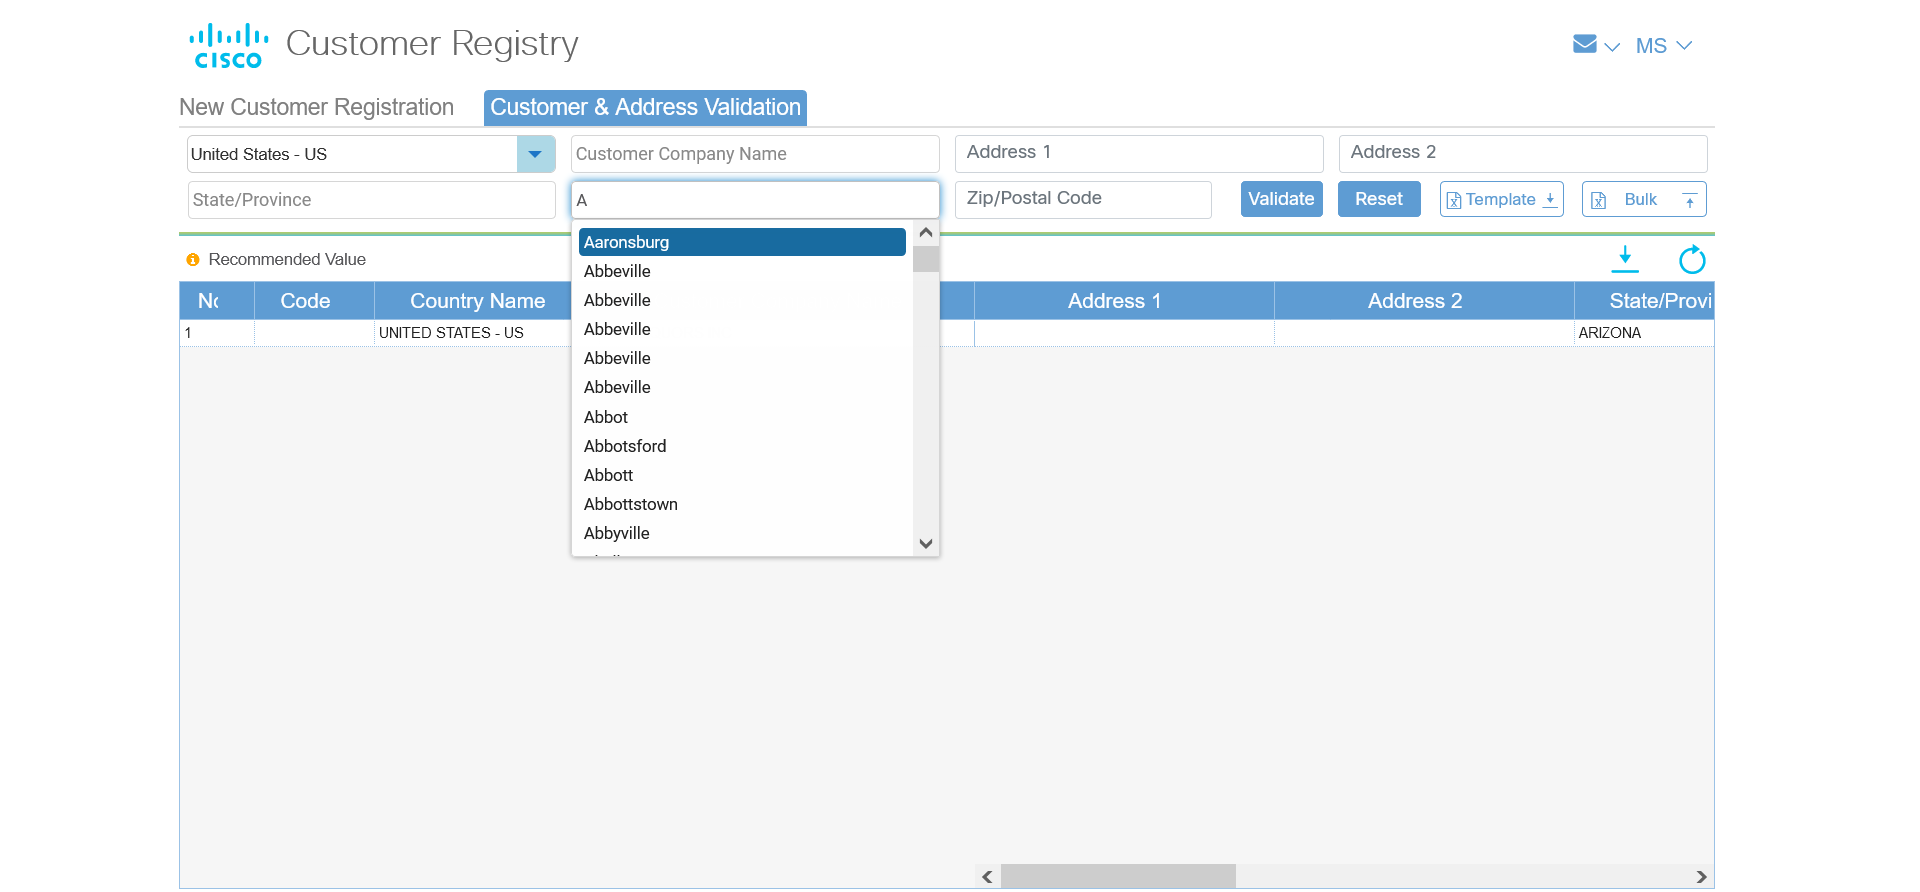 CISCO Customer Registry
MS
New Customer Registration Customer & Address Validation
United States - US Customer Company Name Address 1 Address 2
State/Province A Zip/Postal Code Validate Reset Template Bulk
Aaronsburg
Abbeville
Abbeville
Abbeville
Abbeville
Abbeville
Abbot
Abbotsford
Abbott
Abbottstown
Abbyville
Recommended Value
Code Country Name Address 1 Address 2 State/Provi
1 UNITED STATES - US ARIZONA